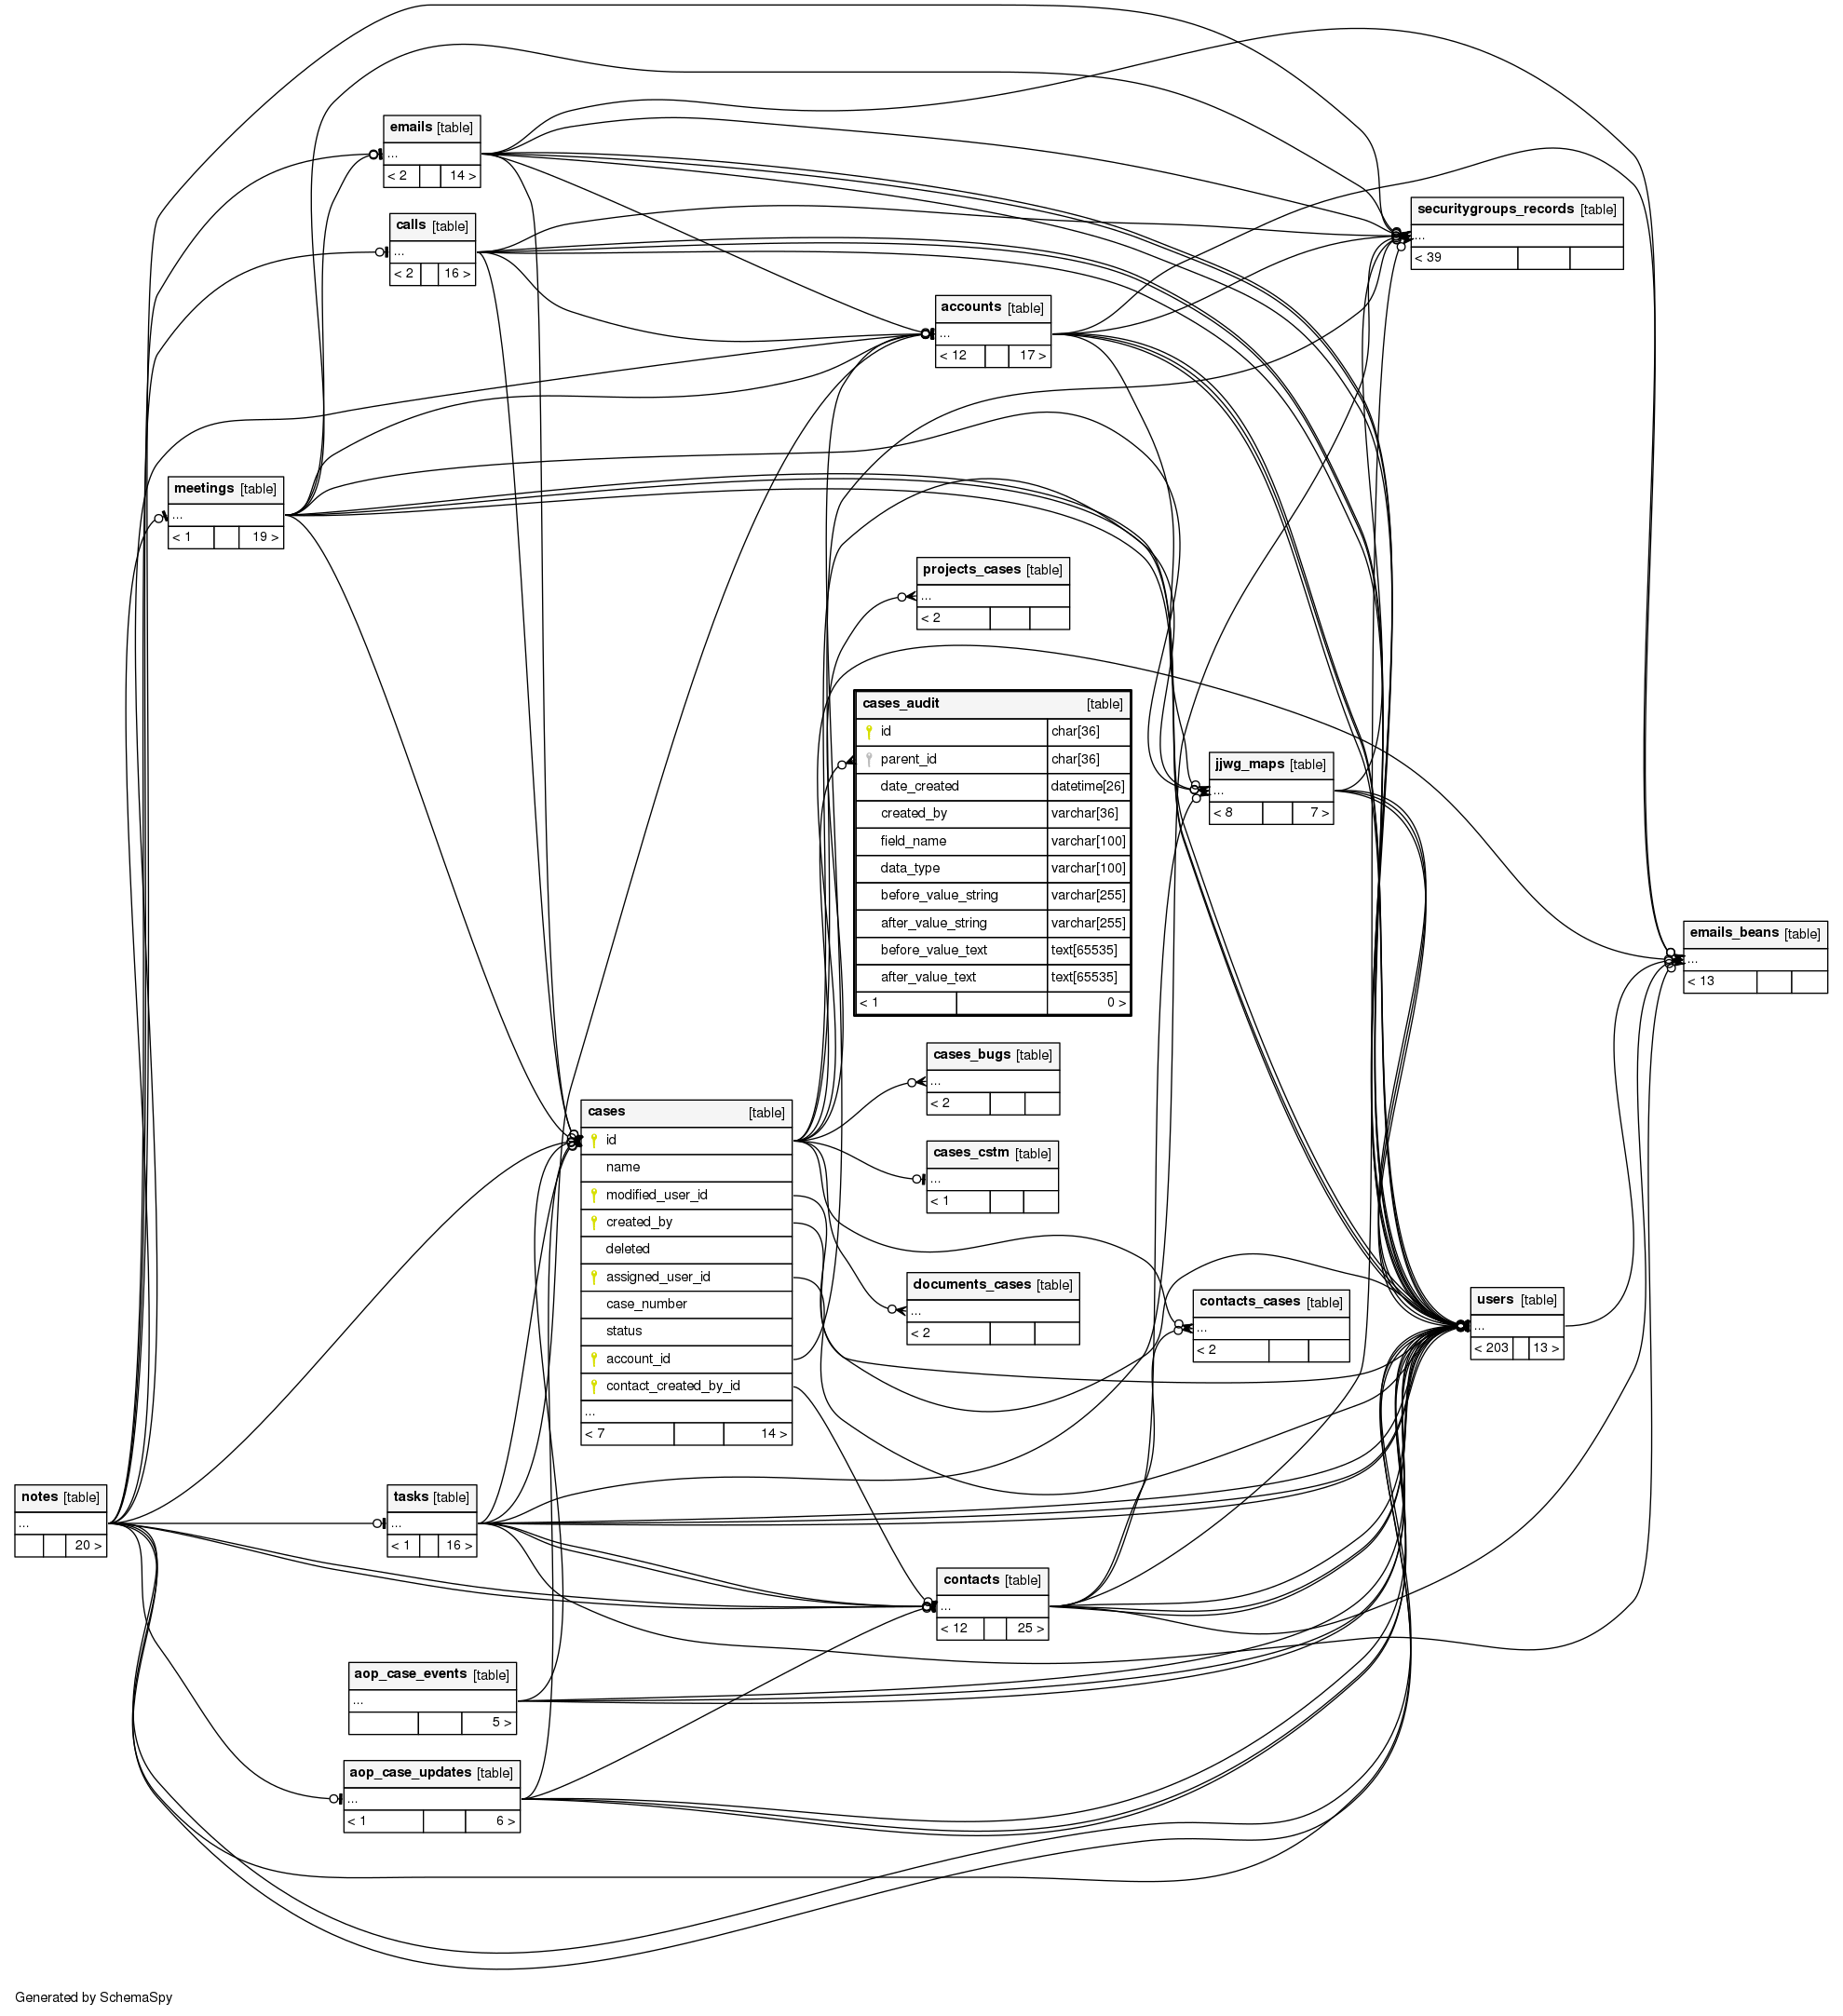 emails [table]
...
< 2 14 >
calls [table]
...
< 2 16 >
securitygroups_records [table]
...
< 39
accounts [table]
...
< 12 17 >
meetings [table]
...
< 1 19 >
projects_cases [table]
...
< 2
cases_audit [table]
id char[36]
parent_id char[36]
date_created datetime[26]
created_by varchar[36]
field_name varchar[100]
data_type varchar[100]
before_value_string varchar[255]
after_value_string varchar[255]
before_value_text text[65535]
after_value_text text[65535]
< 1 0 >
jjwg_maps [table]
...
< 8 7 >
emails_beans [table]
...
< 13
cases_bugs [table]
...
< 2
cases [table]
id
name
modified_user_id
created_by
deleted
assigned_user_id
case_number
status
account_id
contact_created_by_id
...
< 7 14 >
cases_cstm [table]
...
< 1
documents_cases [table]
...
< 2
contacts_cases [table]
...
< 2
users [table]
...
< 203 13 >
notes [table]
...
20 >
tasks [table]
...
< 1 16 >
contacts [table]
...
< 12 25 >
aop_case_events [table]
...
5 >
aop_case_updates [table]
...
< 1 6 >
Generated by SchemaSpy